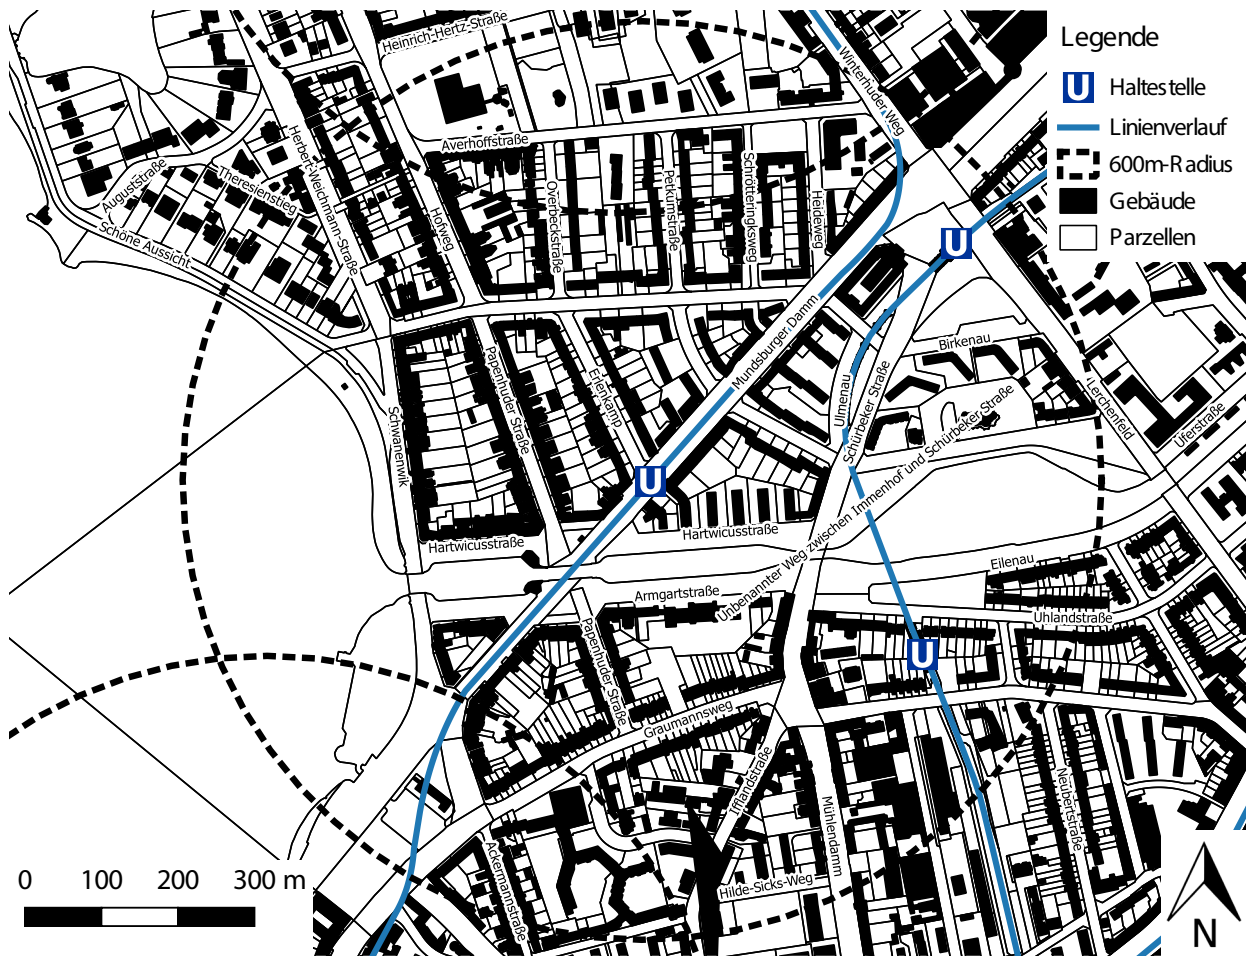 Heinrich-Hertz-Straße
Winterhuder Weg
Averhoffstraße
Herbert-Weichmann-Straße
Auguststraße
Theresienstieg
Schöne Aussicht
Hofweg
Overbeckstraße
Petkumstraße
Schrötteringksweg
Heideweg
U
Mundsburger Damm
Birkenau
Papenhuder Straße
Erlenkamp
Ulmenau
Schürbeker Straße
Lerchenfeld
Uferstraße
Schwanenwik
U
Unbenannter Weg zwischen Immenhof und Schürbeker Straße
Hartwicusstraße
Hartwicusstraße
Eilenau
Armgartstraße
Uhlandstraße
Papenhuder Straße
U
Graumannsweg
Ifflandstraße
Mühlendamm
Neubertstraße
Ackermannstraße
Hilde-Sicks-Weg
Legende
U Haltestelle
Linienverlauf
600m-Radius
Gebäude
Parzellen
0 100 200 300 m
N